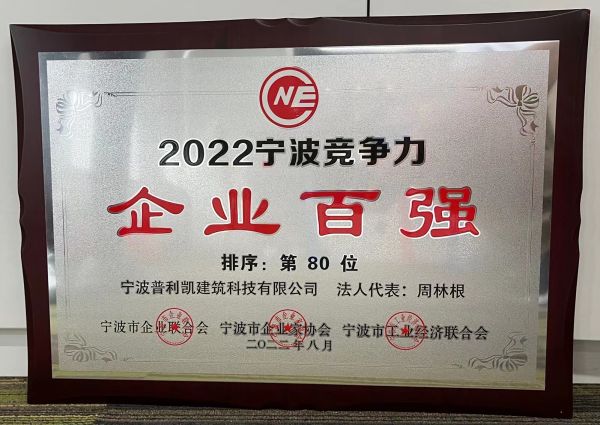 NE
2022宁波竞争力
企业百强
排序：第 80 位
宁波普利凯建筑科技有限公司 法人代表：周林根
宁波市企业联合会 宁波市企业家协会 宁波市工业经济联合会
二〇二二年八月